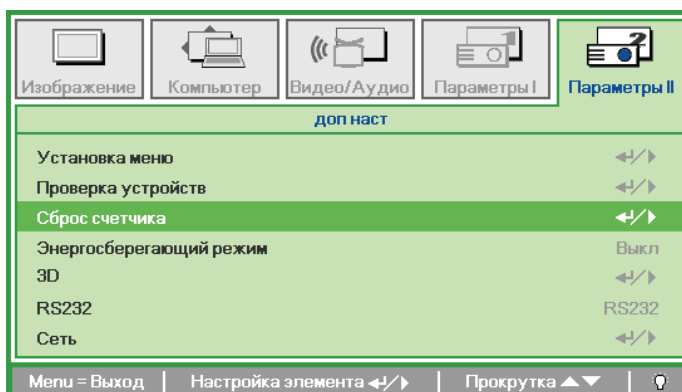 Изображение Компьютер Видео/Аудио Параметры I Параметры II
доп наст
Установка меню
Проверка устройств
Сброс счетчика
Энергосберегающий режим Выкл
3D
RS232 RS232
Сеть
Menu = Выход | Настройка элемента ↵/▶ | Прокрутка ▲▼ |